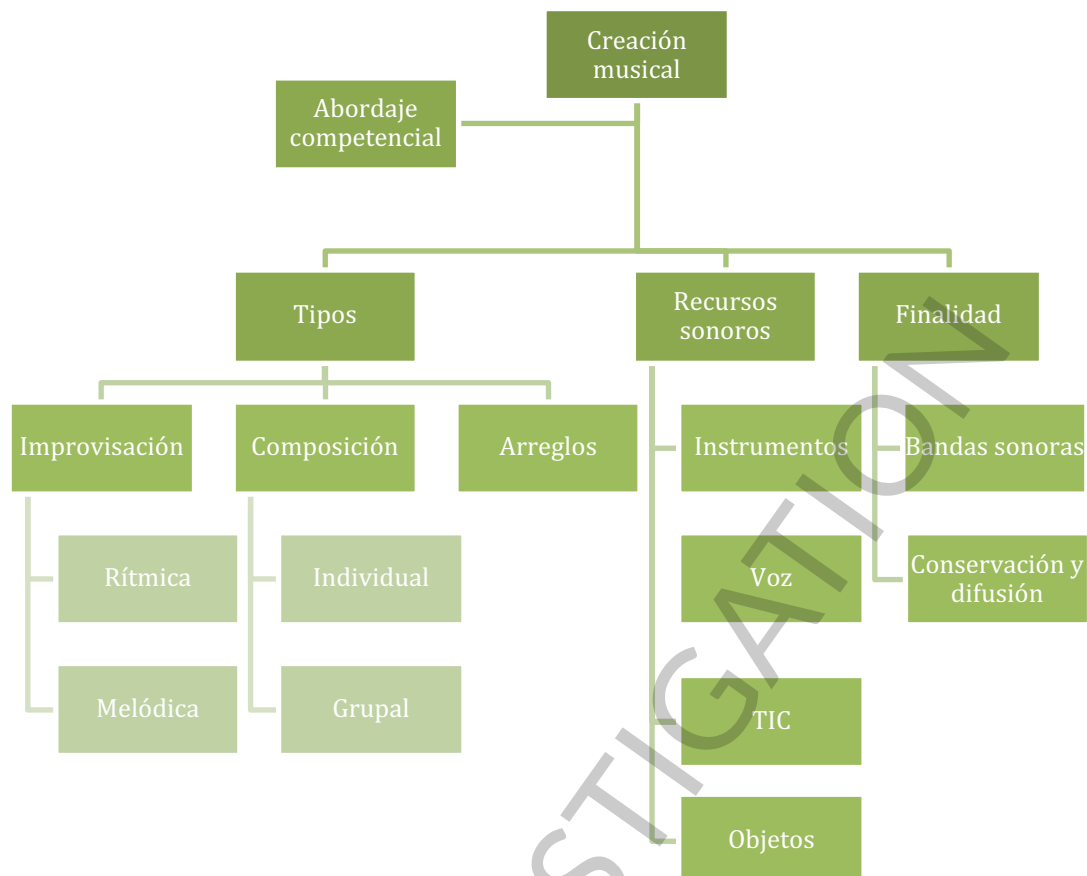 Creación
musical
Abordaje
competencial
Tipos
Recursos
sonoros
Finalidad
Improvisación
Composición
Arreglos
Instrumentos
Bandas sonoras
Rítmica
Individual
Voz
Conservación y
difusión
Melódica
Grupal
TIC
Objetos
STIGATION